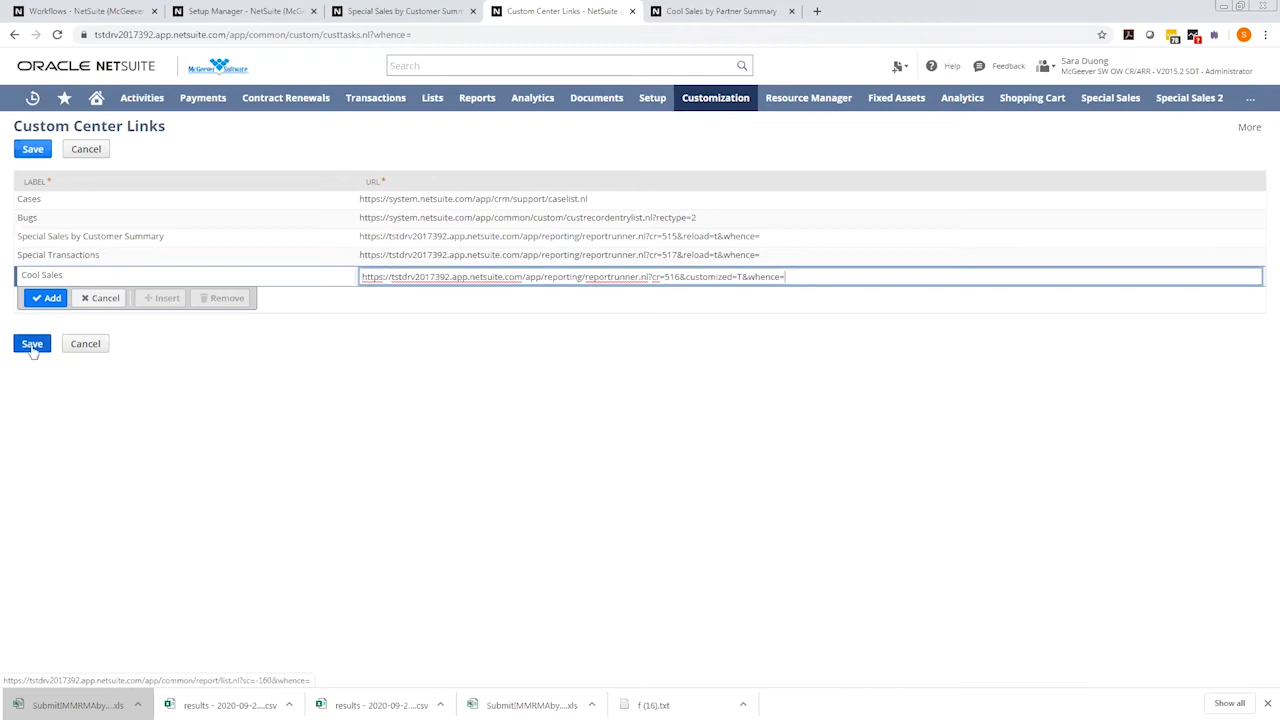 Workflows - NetSuite (McGeever
Setup Manager - NetSuite (McG
Special Sales by Customer Summ
Custom Center Links - NetSuite
Cool Sales by Partner Summary
tstdrv2017392.app.netsuite.com/app/common/custom/custtasks.nl?whence=
ORACLE NETSUITE
McGeever Software
Search
Help
Feedback
Sara Duong
McGeever SW OW CR/ARR - V2015.2 SDT - Administrator
Activities
Payments
Contract Renewals
Transactions
Lists
Reports
Analytics
Documents
Setup
Customization
Resource Manager
Fixed Assets
Analytics
Shopping Cart
Special Sales
Special Sales 2
...
Custom Center Links
More
Save
Cancel
LABEL *
URL *
Cases
https://system.netsuite.com/app/crm/support/caselist.nl
Bugs
https://system.netsuite.com/app/common/custom/custrecordentrylist.nl?rectype=2
Special Sales by Customer Summary
https://tstdrv2017392.app.netsuite.com/app/reporting/reportrunner.nl?cr=515&reload=t&whence=
Special Transactions
https://tstdrv2017392.app.netsuite.com/app/reporting/reportrunner.nl?cr=517&reload=t&whence=
Cool Sales
https://tstdrv2017392.app.netsuite.com/app/reporting/reportrunner.nl?cr=516&customized=T&whence=
Add
Cancel
Insert
Remove
Save
Cancel
https://tstdrv2017392.app.netsuite.com/app/common/report/list.nl?sc=-160&whence=
SubmitIMMRMAby....xls
results - 2020-09-2....csv
results - 2020-09-2....csv
SubmitIMMRMAby....xls
f (16).txt
Show all